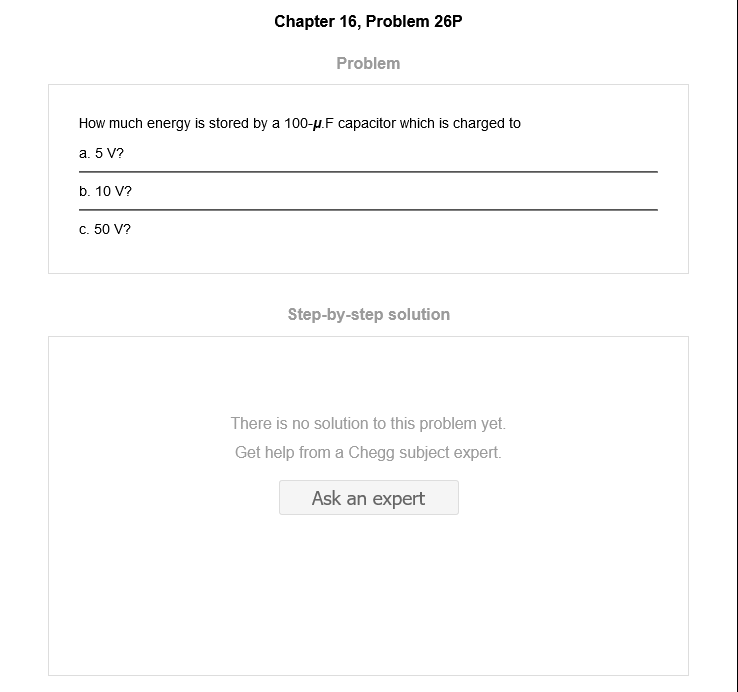 Chapter 16, Problem 26P
Problem
How much energy is stored by a 100-μ.F capacitor which is charged to
a. 5 V?
b. 10 V?
c. 50 V?
Step-by-step solution
There is no solution to this problem yet.
Get help from a Chegg subject expert.
Ask an expert